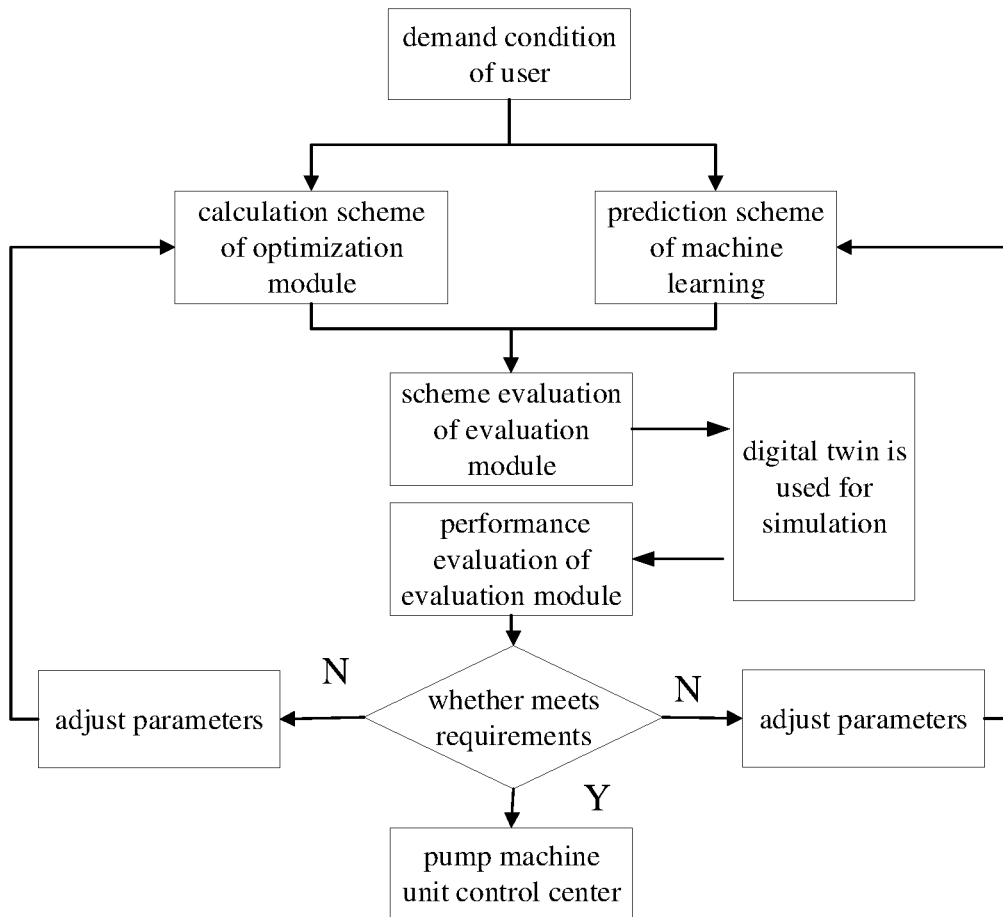 demand condition
of user
calculation scheme
of optimization
module
prediction scheme
of machine
learning
scheme evaluation
of evaluation
module
digital twin is
used for
simulation
performance
evaluation of
evaluation module
N
whether meets
requirements
N
adjust parameters
adjust parameters
Y
pump machine
unit control center